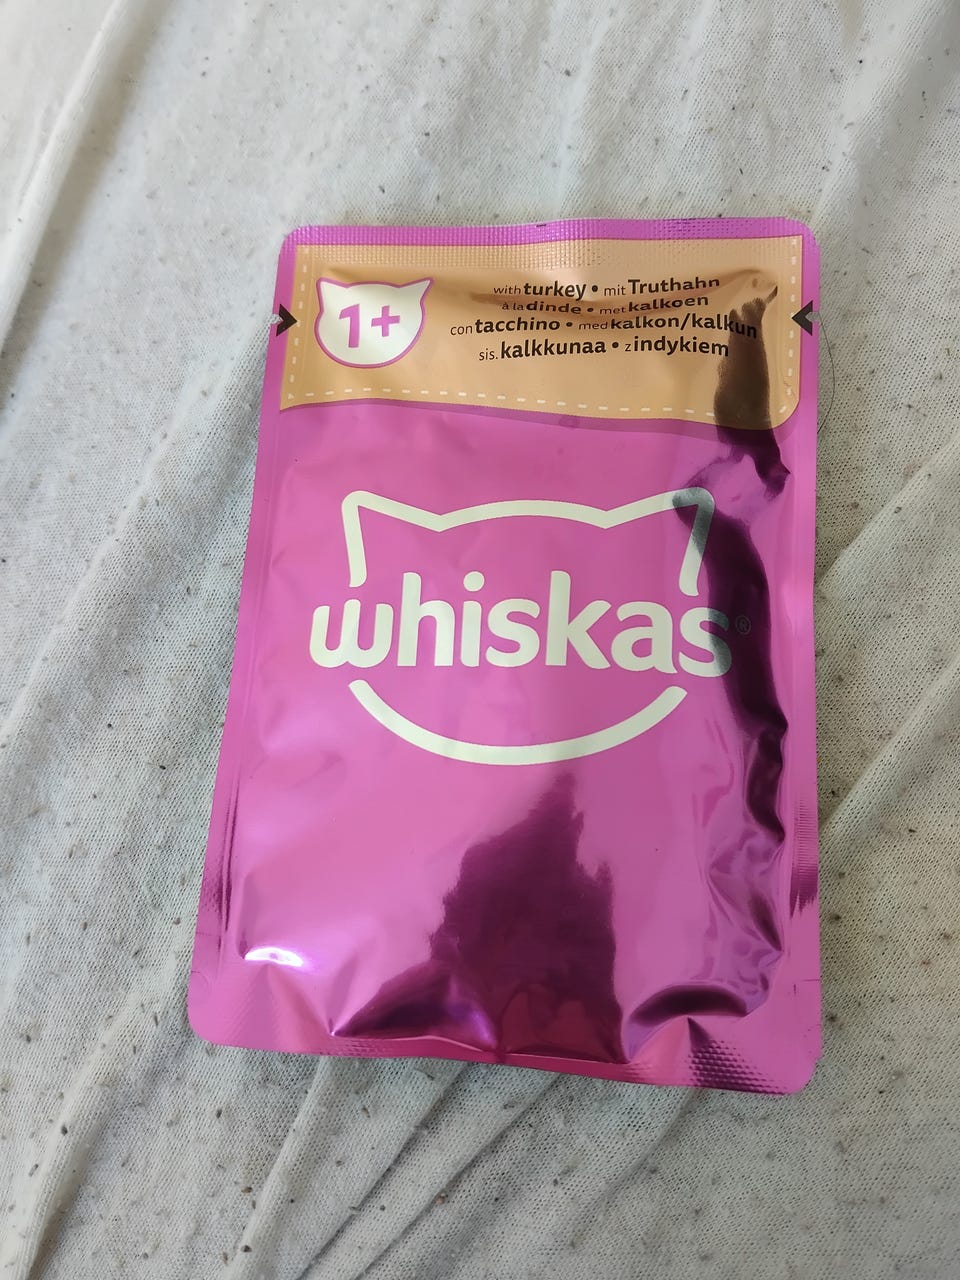 1+
with turkey • mit Truthahn
à la dinde • met kalkoen
con tacchino • med kalkon/kalkun
sis. kalkkunaa • z indykiem
whiskas®